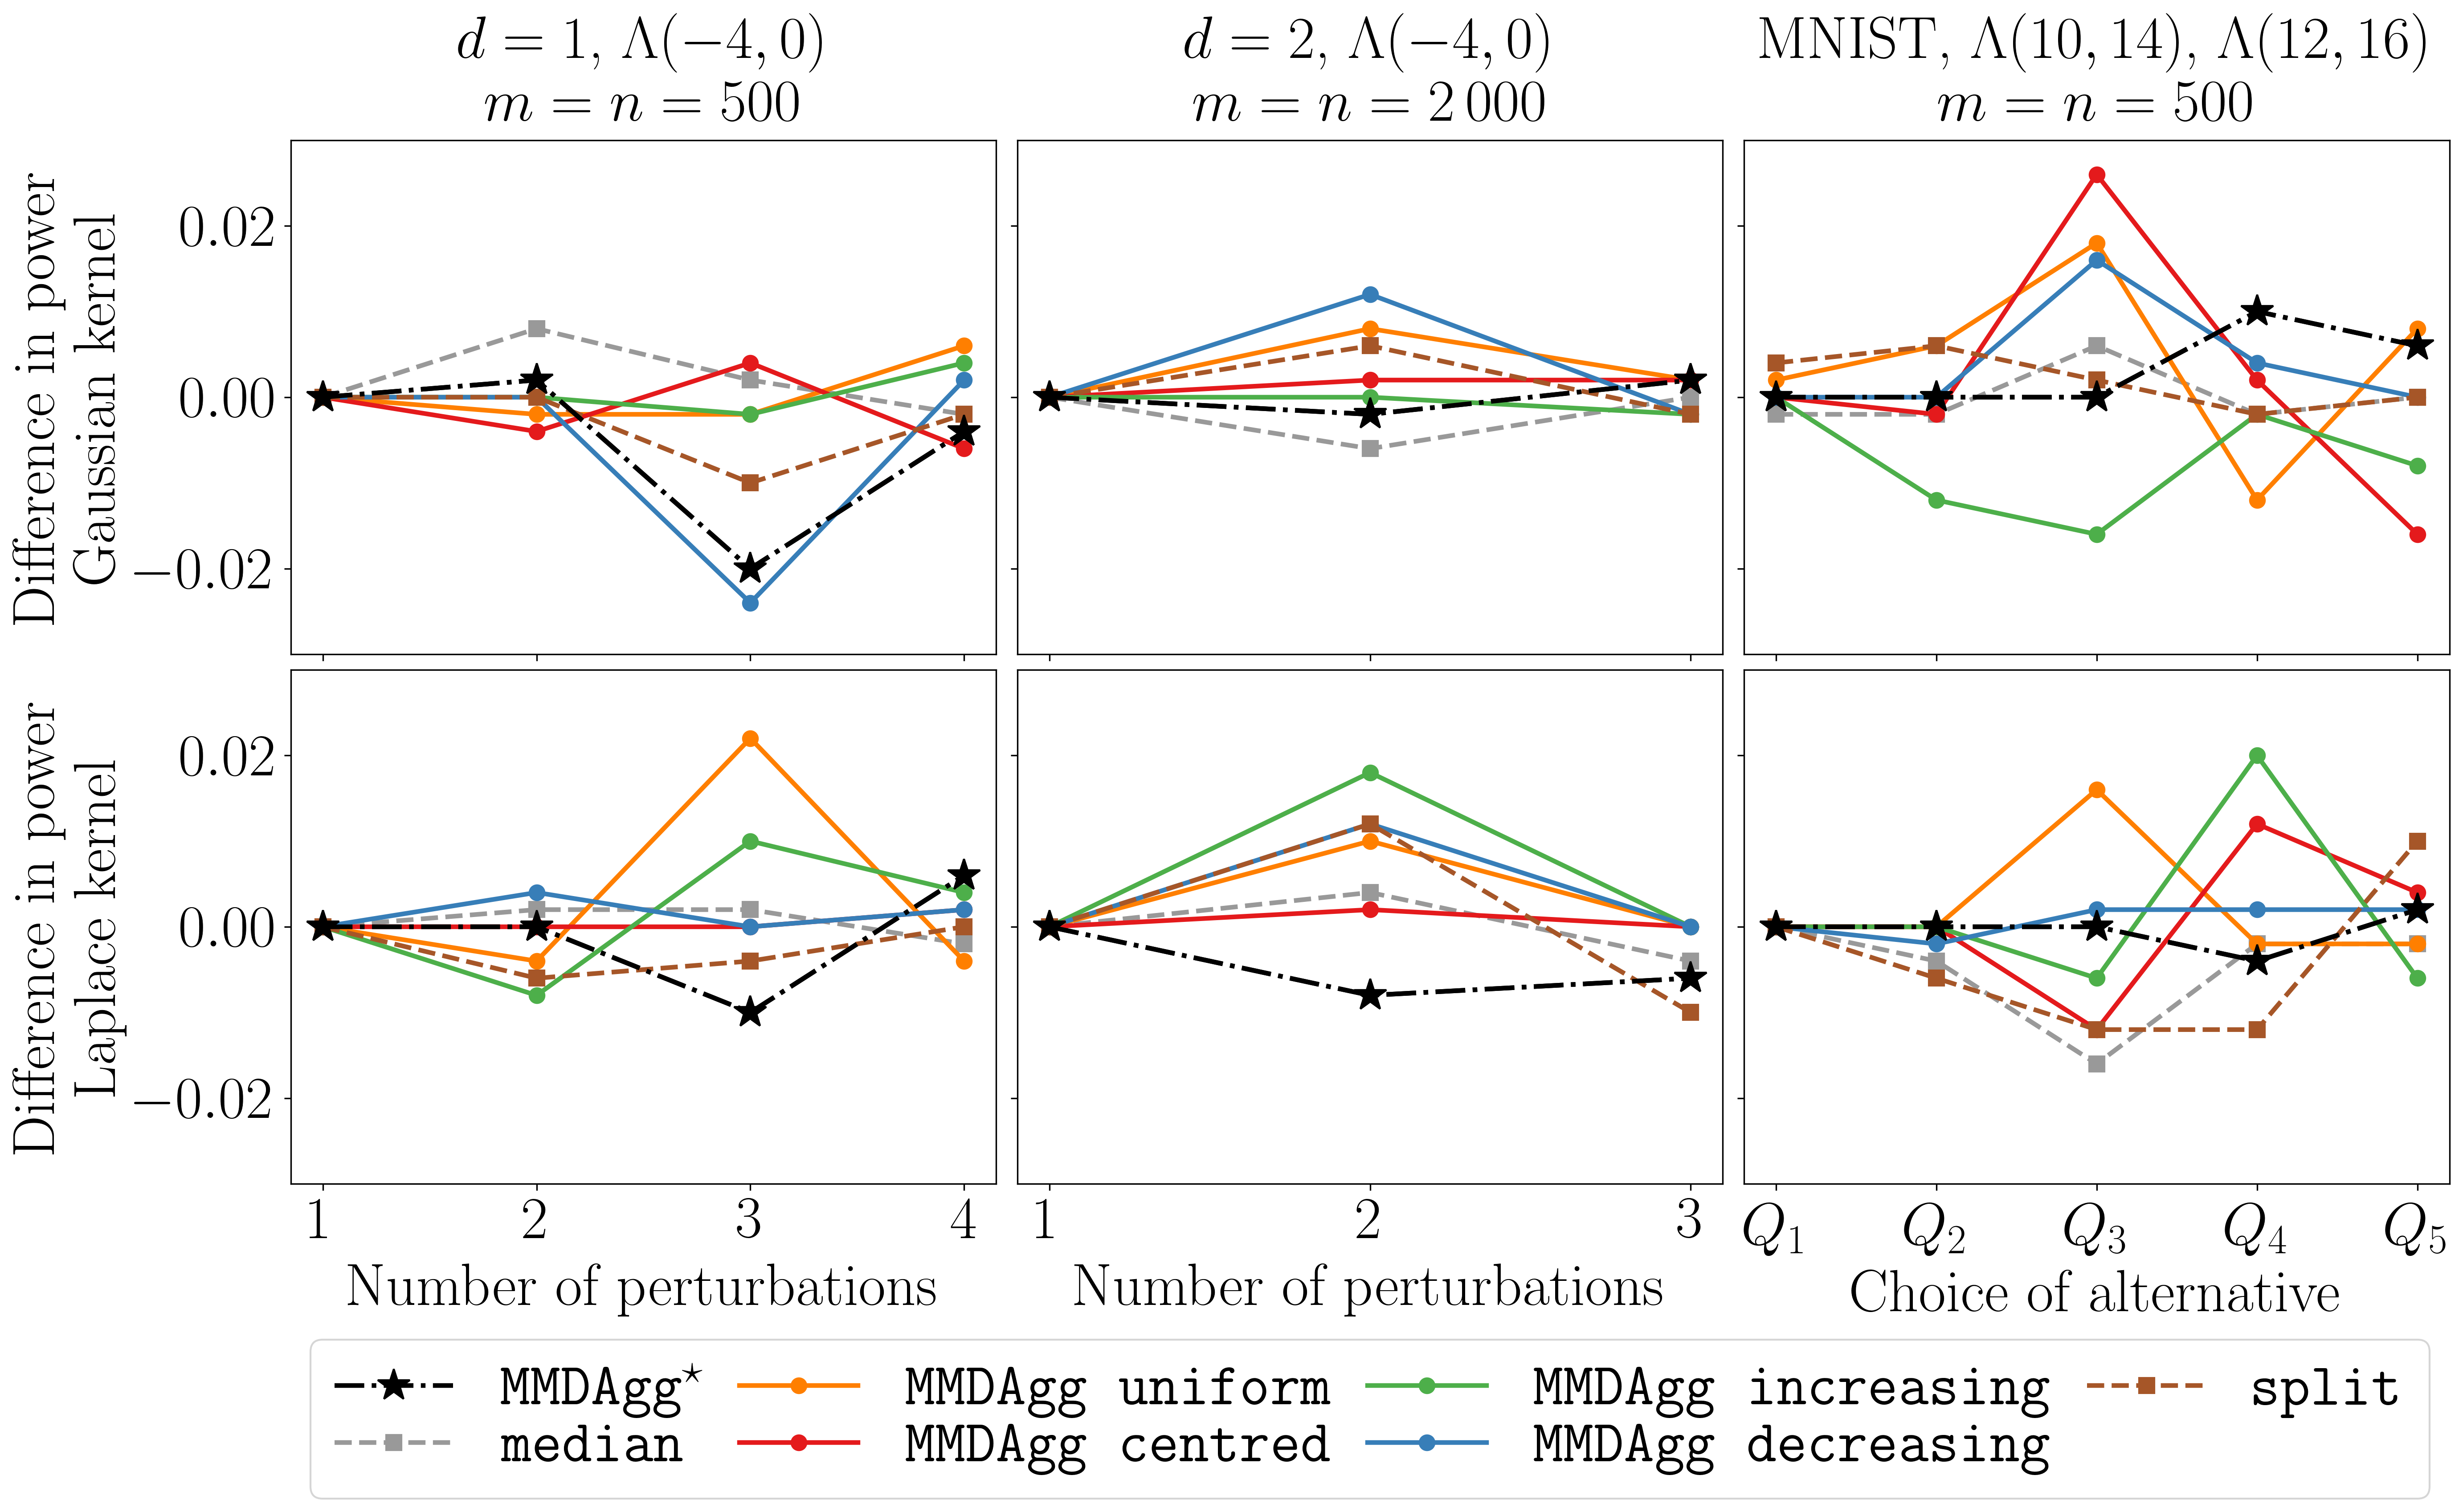 d = 1, Λ(−4, 0)
m = n = 500
d = 2, Λ(−4, 0)
m = n = 2 000
MNIST, Λ(10, 14), Λ(12, 16)
m = n = 500
Difference in power
Gaussian kernel
0.02
0.00
−0.02
Difference in power
Laplace kernel
0.02
0.00
−0.02
1 2 3 4
Number of perturbations
1 2 3
Number of perturbations
Q₁ Q₂ Q₃ Q₄ Q₅
Choice of alternative
MMDAgg⋆ MMDAgg uniform MMDAgg increasing split
median MMDAgg centred MMDAgg decreasing